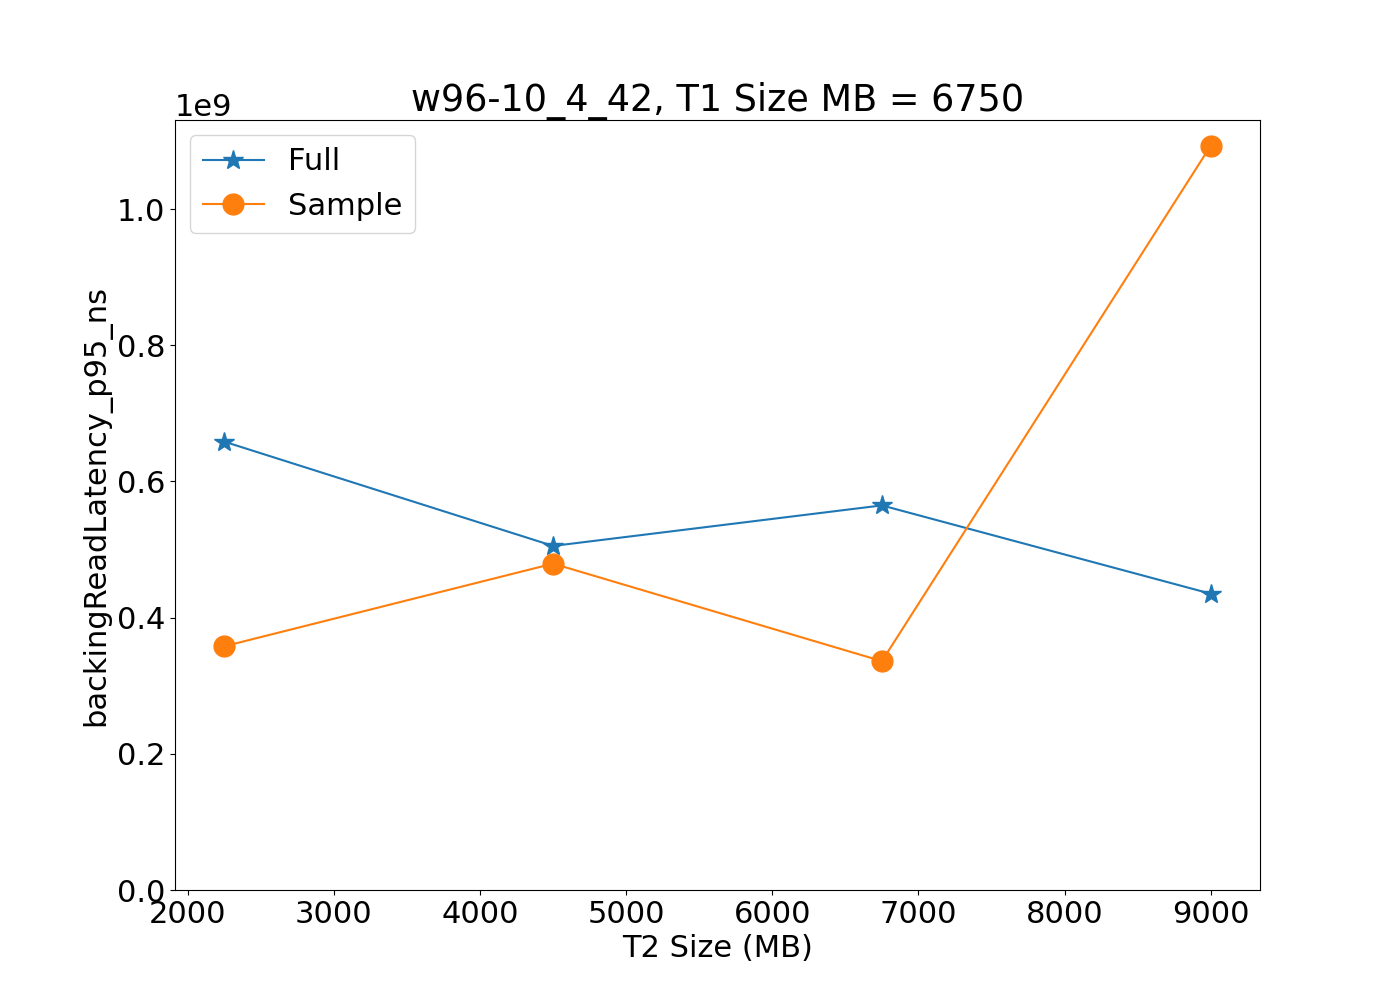 w96-10_4_42, T1 Size MB = 6750
1e9
Full
Sample
backingReadLatency_p95_ns
1.0
0.8
0.6
0.4
0.2
0.0
2000 3000 4000 5000 6000 7000 8000 9000
T2 Size (MB)